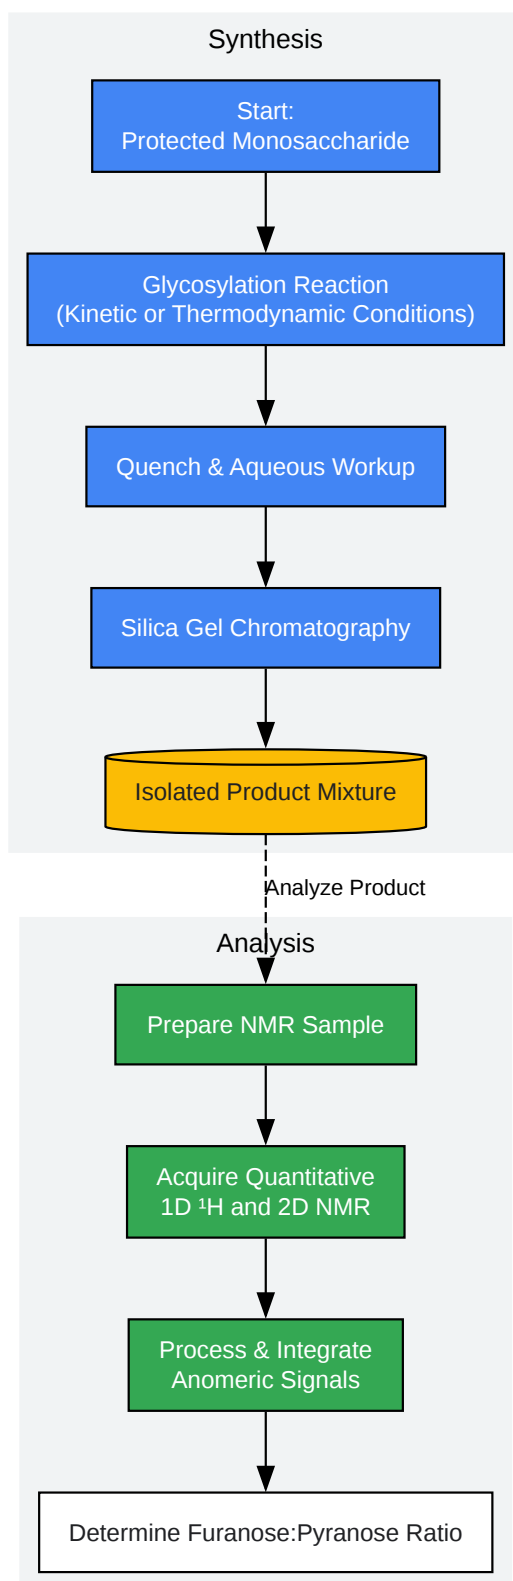 Synthesis
Start:
Protected Monosaccharide
Glycosylation Reaction
(Kinetic or Thermodynamic Conditions)
Quench & Aqueous Workup
Silica Gel Chromatography
Isolated Product Mixture
Analyze Product
Analysis
Prepare NMR Sample
Acquire Quantitative
1D ¹H and 2D NMR
Process & Integrate
Anomeric Signals
Determine Furanose:Pyranose Ratio